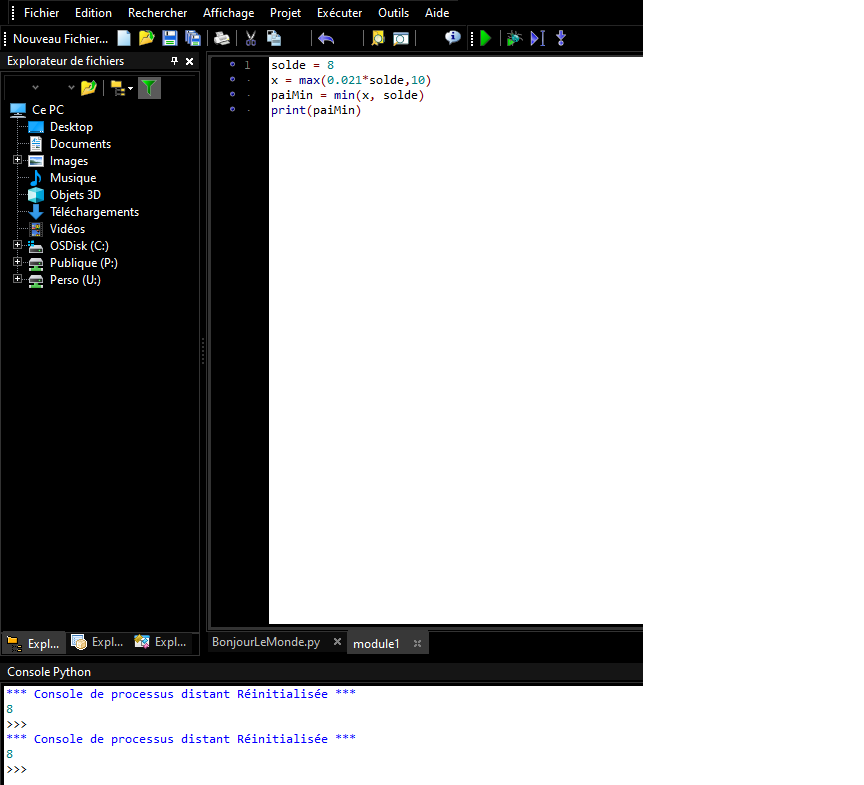 Fichier Edition Rechercher Affichage Projet Exécuter Outils Aide
Nouveau Fichier...
Explorateur de fichiers
Ce PC
Desktop
Documents
Images
Musique
Objets 3D
Téléchargements
Vidéos
OSDisk (C:)
Publique (P:)
Perso (U:)
Expl... Expl... Expl...
1 solde = 8
x = max(0.021*solde,10)
paiMin = min(x, solde)
print(paiMin)
BonjourLeMonde.py module1
Console Python
*** Console de processus distant Réinitialisée ***
8
>>>
*** Console de processus distant Réinitialisée ***
8
>>>